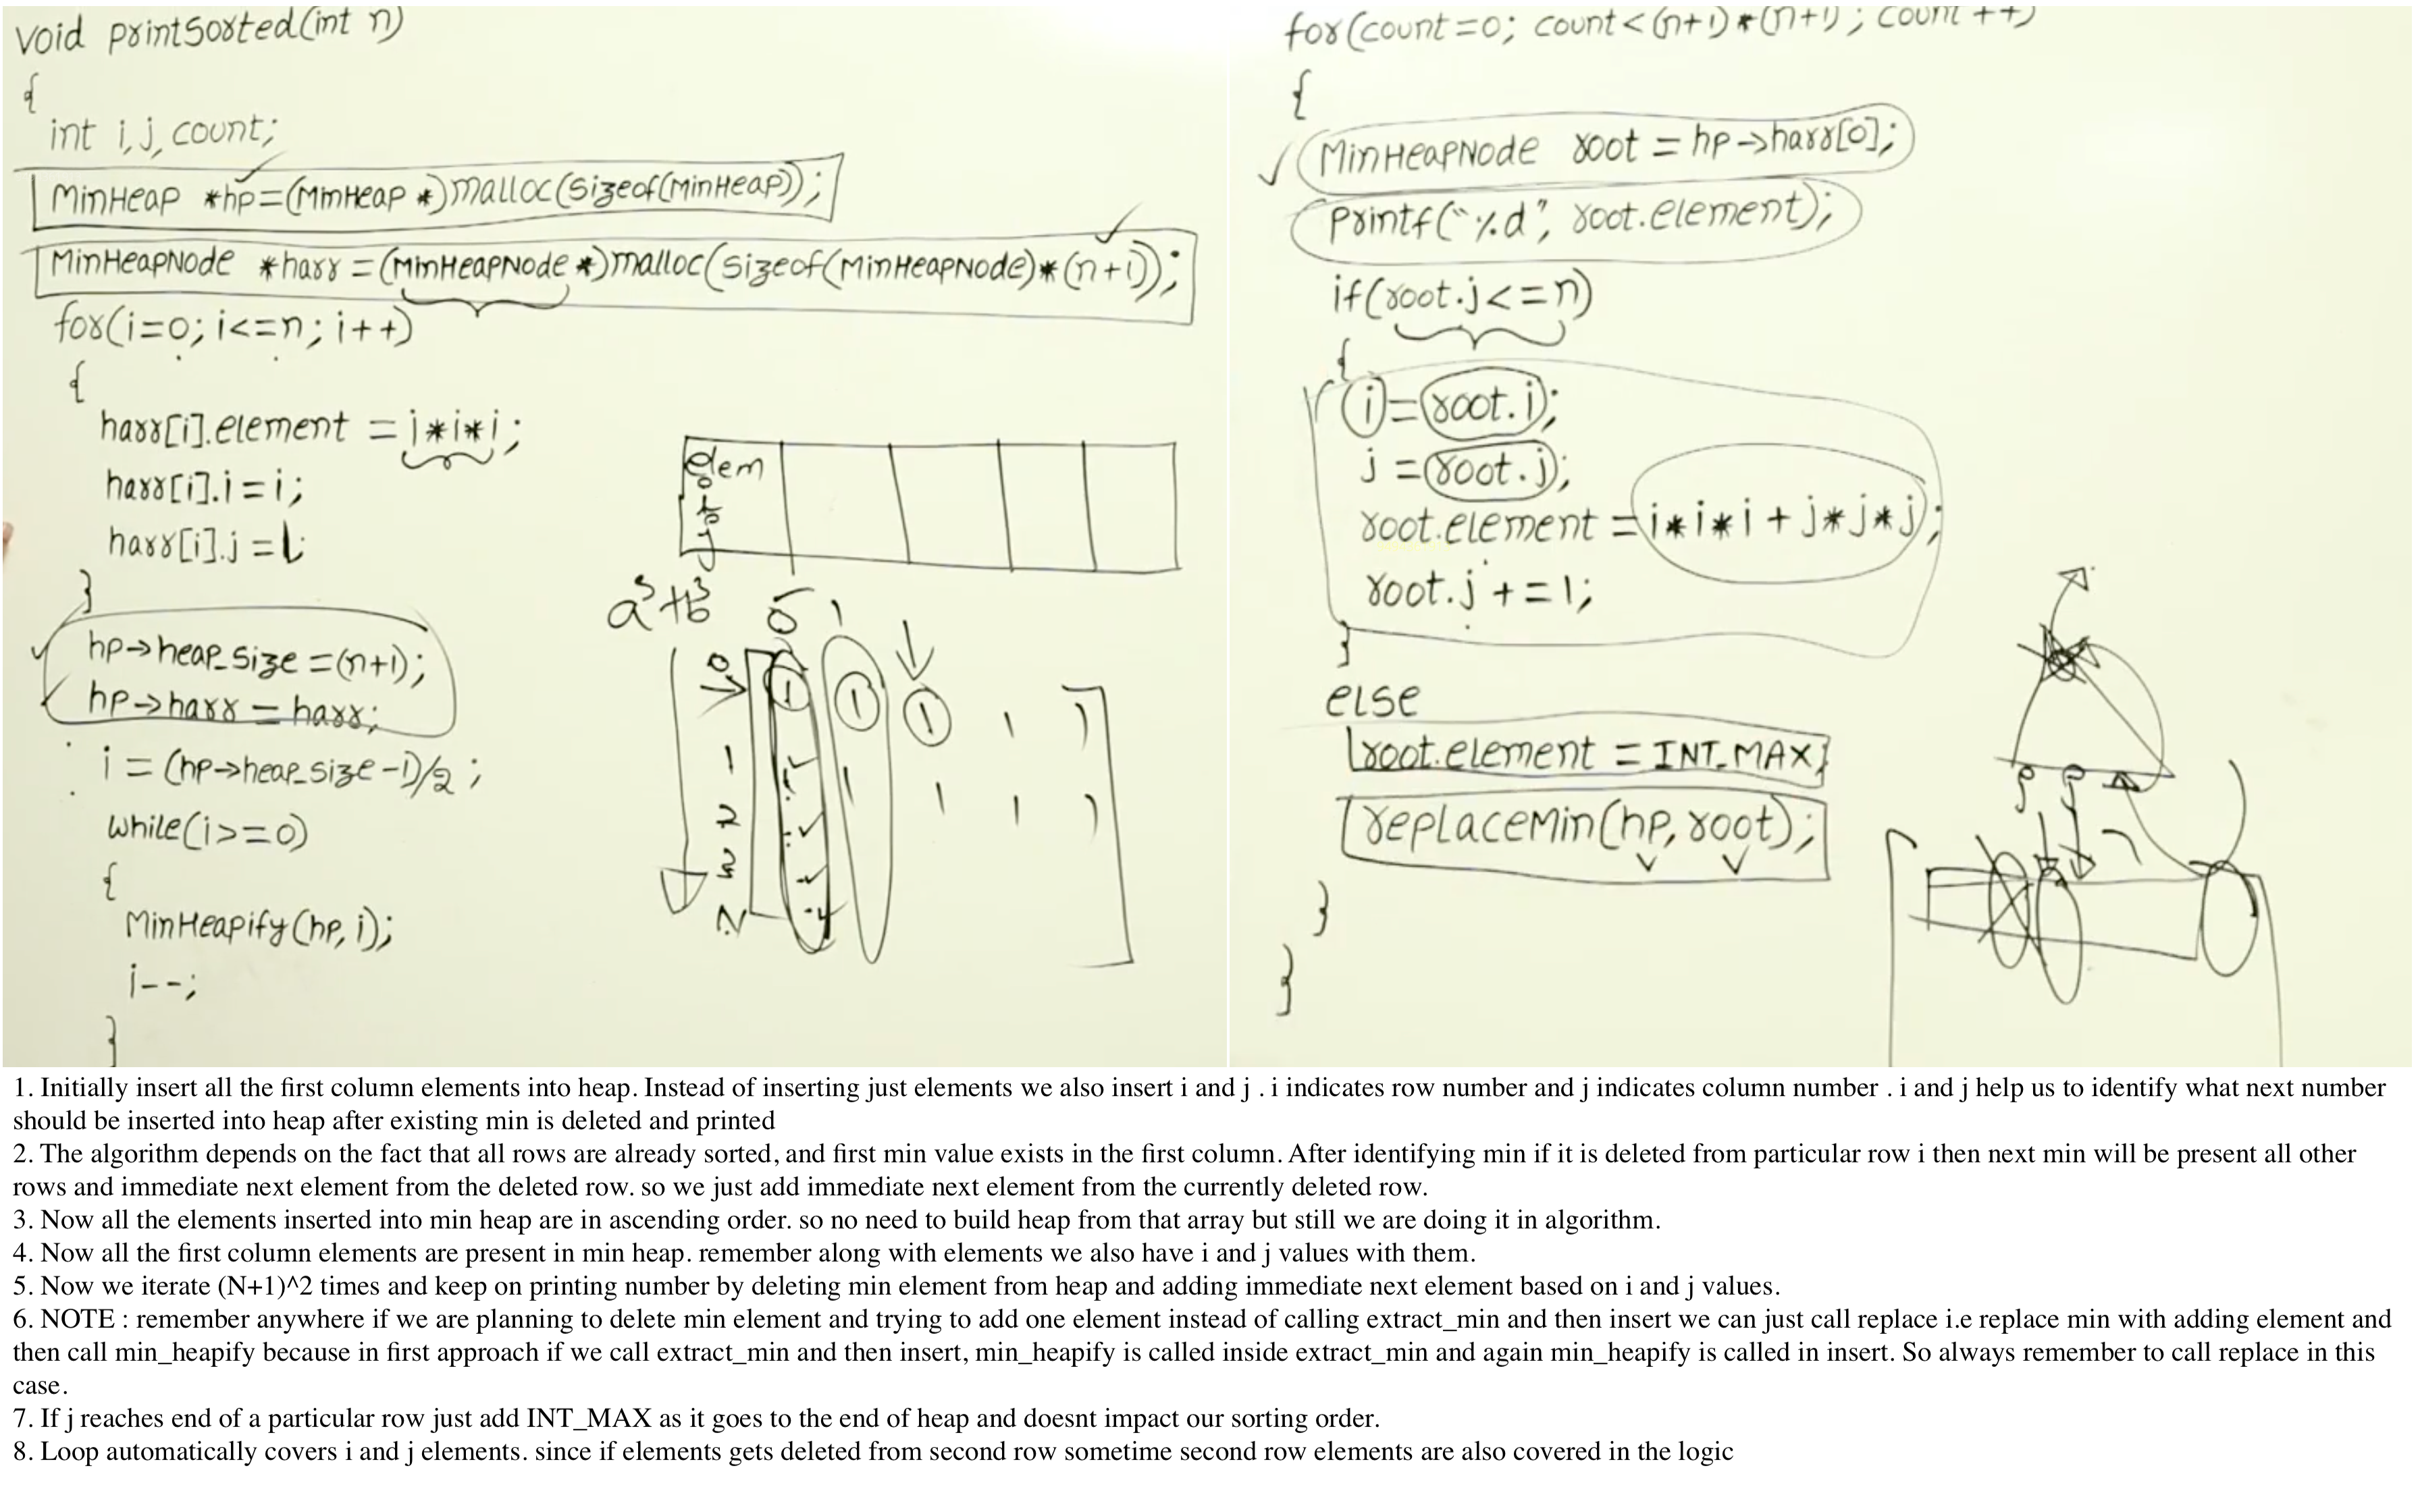 void printSorted(int n)
{
int i,j,count;
MinHeap *hp=(MinHeap *)malloc(sizeof(MinHeap));
MinHeapNode *harr=(MinHeapNode *)malloc(sizeof(MinHeapNode)*(n+1));
for(i=0; i<=n; i++)
{
harr[i].element = i*i*i;
harr[i].i=i;
harr[i].j=1;
}
hp->heap_size=(n+1);
hp->harr = harr;
i = (hp->heap_size-1)/2;
while(i>=0)
{
MinHeapify(hp,i);
i--;
}
elem
i
j
a³+b³
0 1
0
1
2
3
N
for(count=0; count<(n+1)*(n+1); count++)
{
MinHeapNode root = hp->harr[0];
Printf("%d", root.element);
if(root.j<=n)
{
i=root.i;
j=root.j;
root.element = i*i*i + j*j*j;
root.j+=1;
}
else
root.element = INT_MAX;
replaceMin(hp,root);
}
}
1. Initially insert all the first column elements into heap. Instead of inserting just elements we also insert i and j . i indicates row number and j indicates column number . i and j help us to identify what next number
should be inserted into heap after existing min is deleted and printed
2. The algorithm depends on the fact that all rows are already sorted, and first min value exists in the first column. After identifying min if it is deleted from particular row i then next min will be present all other
rows and immediate next element from the deleted row. so we just add immediate next element from the currently deleted row.
3. Now all the elements inserted into min heap are in ascending order. so no need to build heap from that array but still we are doing it in algorithm.
4. Now all the first column elements are present in min heap. remember along with elements we also have i and j values with them.
5. Now we iterate (N+1)^2 times and keep on printing number by deleting min element from heap and adding immediate next element based on i and j values.
6. NOTE : remember anywhere if we are planning to delete min element and trying to add one element instead of calling extract_min and then insert we can just call replace i.e replace min with adding element and
then call min_heapify because in first approach if we call extract_min and then insert, min_heapify is called inside extract_min and again min_heapify is called in insert. So always remember to call replace in this
case.
7. If j reaches end of a particular row just add INT_MAX as it goes to the end of heap and doesnt impact our sorting order.
8. Loop automatically covers i and j elements. since if elements gets deleted from second row sometime second row elements are also covered in the logic